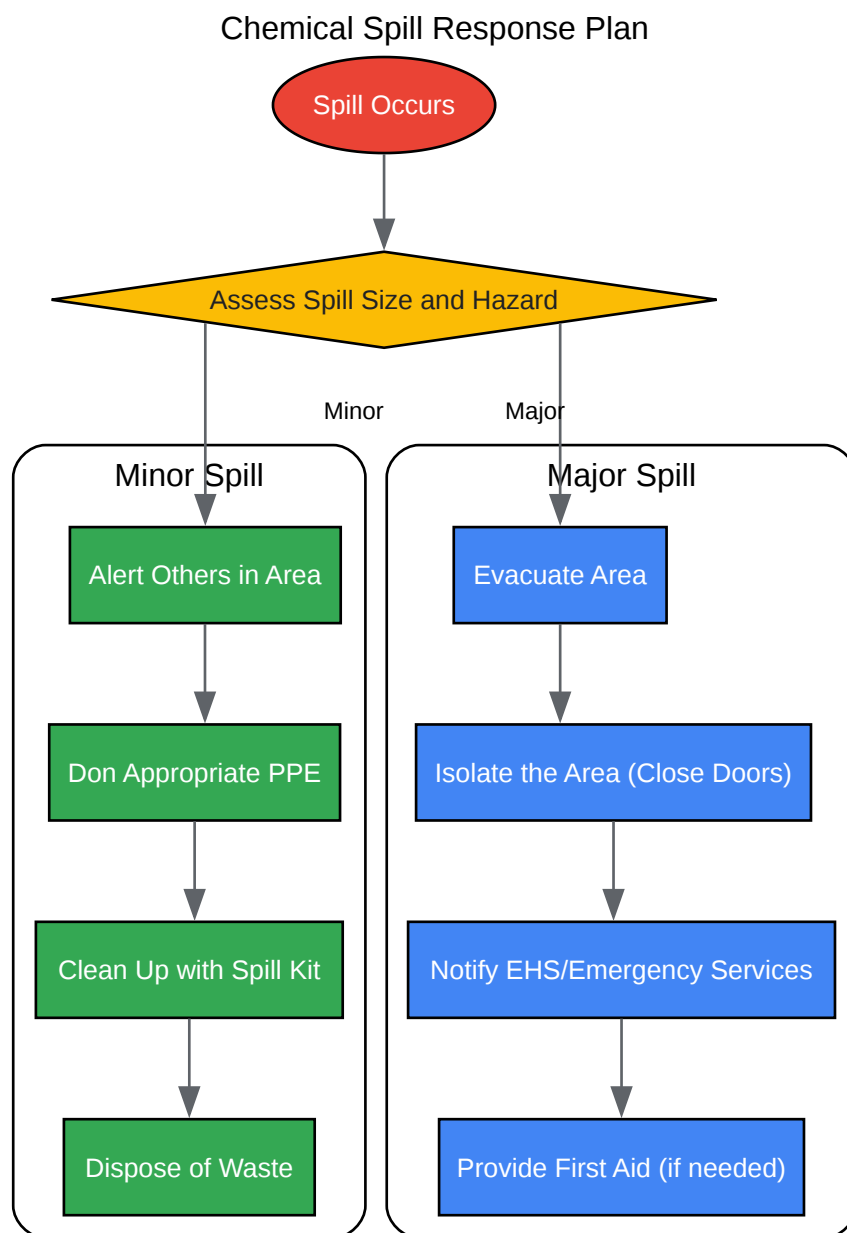 Chemical Spill Response Plan
Spill Occurs
Assess Spill Size and Hazard
Minor
Major
Minor Spill
Alert Others in Area
Don Appropriate PPE
Clean Up with Spill Kit
Dispose of Waste
Major Spill
Evacuate Area
Isolate the Area (Close Doors)
Notify EHS/Emergency Services
Provide First Aid (if needed)